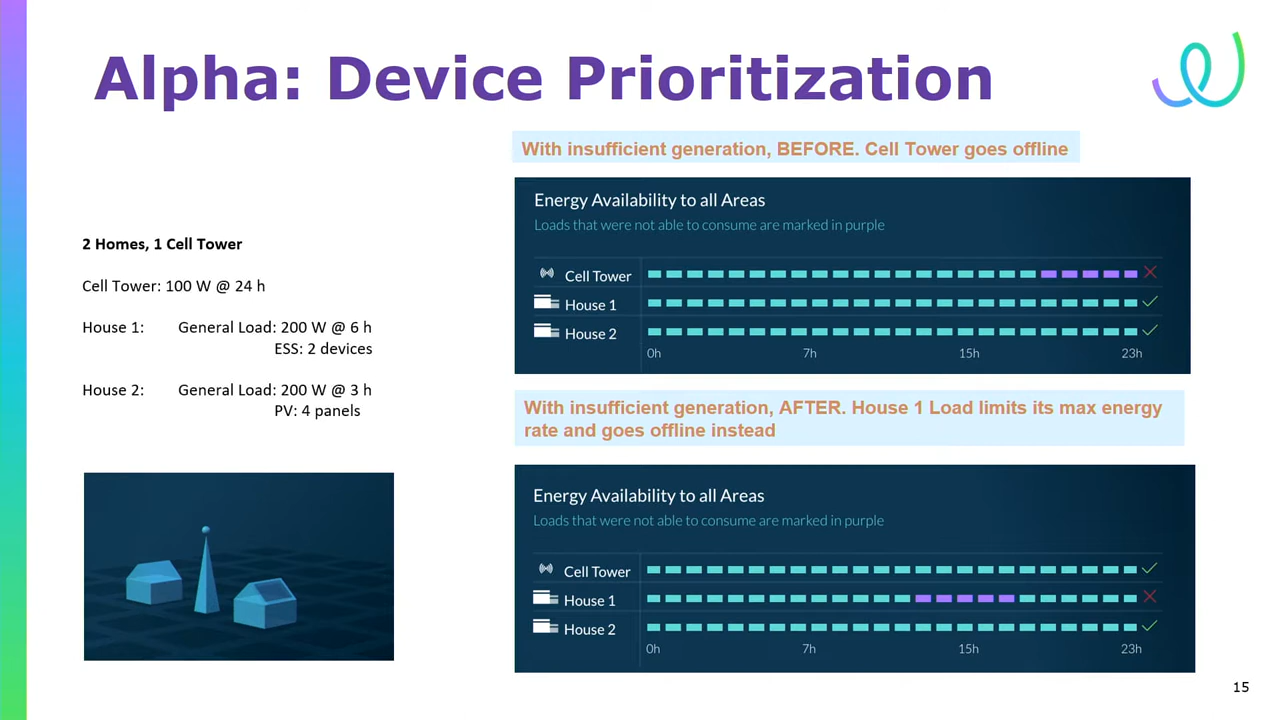 Alpha: Device Prioritization
With insufficient generation, BEFORE. Cell Tower goes offline
Energy Availability to all Areas
Loads that were not able to consume are marked in purple
Cell Tower
House 1
House 2
0h 7h 15h 23h
2 Homes, 1 Cell Tower
Cell Tower: 100 W @ 24 h
House 1: General Load: 200 W @ 6 h
ESS: 2 devices
House 2: General Load: 200 W @ 3 h
PV: 4 panels
With insufficient generation, AFTER. House 1 Load limits its max energy
rate and goes offline instead
Energy Availability to all Areas
Loads that were not able to consume are marked in purple
Cell Tower
House 1
House 2
0h 7h 15h 23h
15